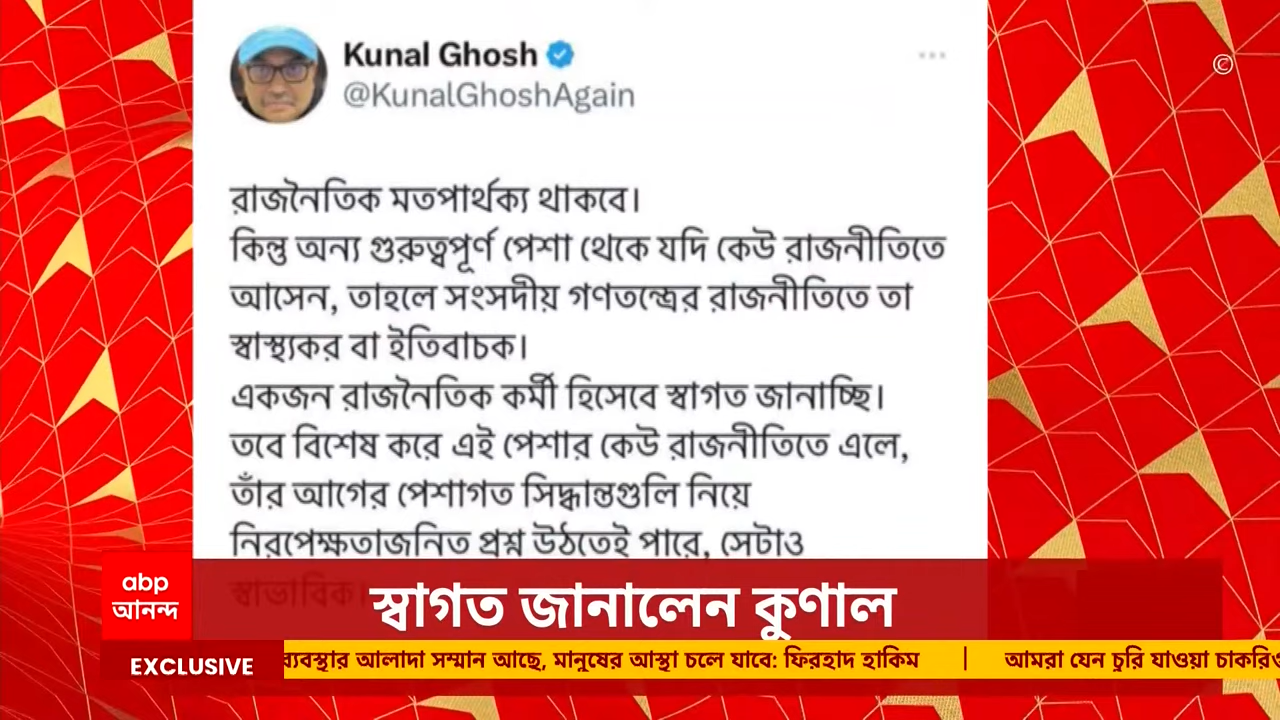 Kunal Ghosh
@KunalGhoshAgain
©
রাজনৈতিক মতপার্থক্য থাকবে।
কিন্তু অন্য গুরুত্বপূর্ণ পেশা থেকে যদি কেউ রাজনীতিতে
আসেন, তাহলে সংসদীয় গণতন্ত্রের রাজনীতিতে তা
স্বাস্থ্যকর বা ইতিবাচক।
একজন রাজনৈতিক কর্মী হিসেবে স্বাগত জানাচ্ছি।
তবে বিশেষ করে এই পেশার কেউ রাজনীতিতে এলে,
তাঁর আগের পেশাগত সিদ্ধান্তগুলি নিয়ে
নিরপেক্ষতাজনিত প্রশ্ন উঠতেই পারে, সেটাও
স্বাভাবিক।
abp
আনন্দ
স্বাগত জানালেন কুণাল
EXCLUSIVE
ব্যবস্থার আলাদা সম্মান আছে, মানুষের আস্থা চলে যাবে: ফিরহাদ হাকিম | আমরা যেন চুরি যাওয়া